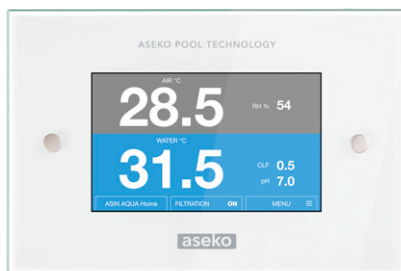 ASEKO POOL TECHNOLOGY
AIR °C
28.5
RH % 54
WATER °C
31.5
CLF 0.5
pH 7.0
ASIN AQUA Home FILTRATION ON MENU
aseko